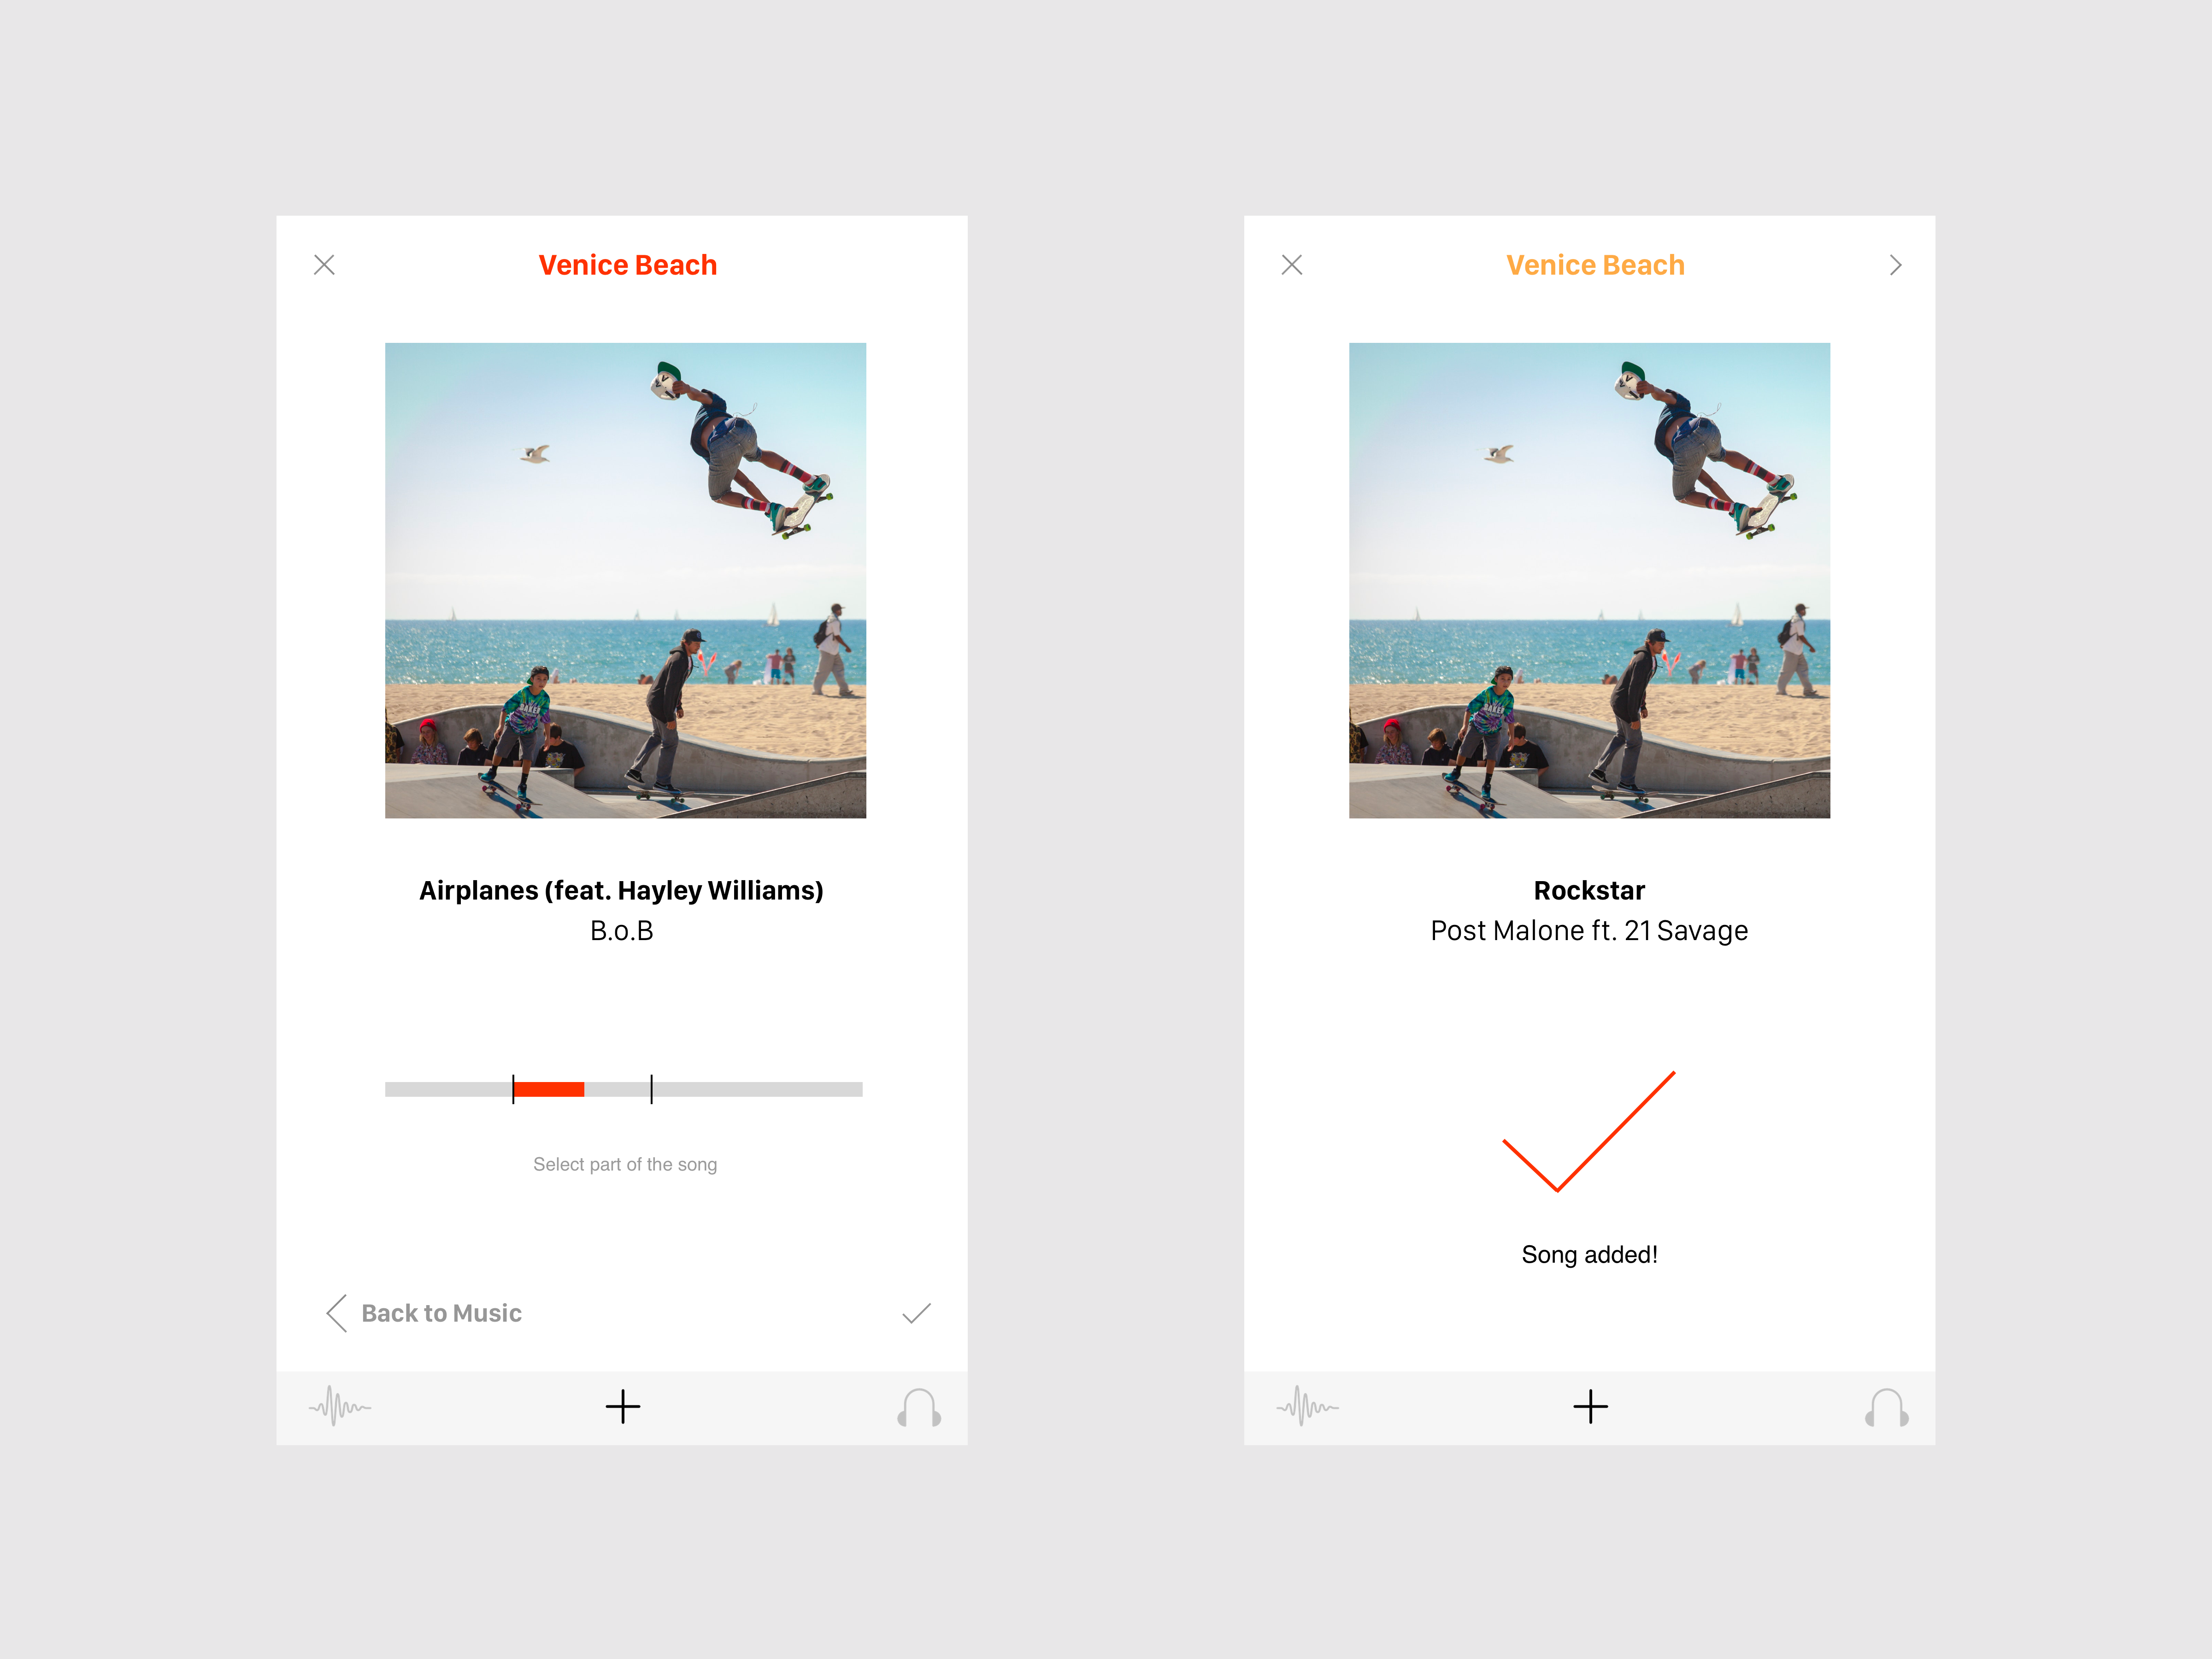 Venice Beach
Airplanes (feat. Hayley Williams)
B.o.B
Select part of the song
Back to Music
Venice Beach
Rockstar
Post Malone ft. 21 Savage
Song added!